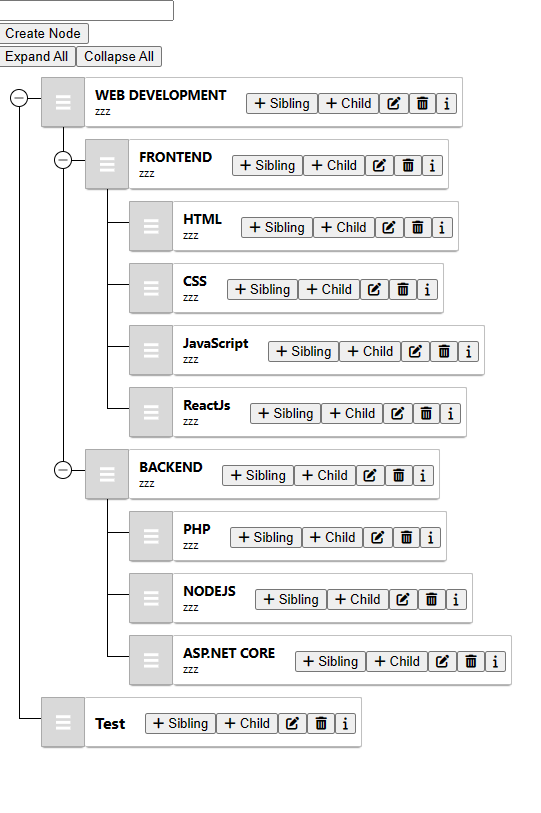 Create Node
Expand All Collapse All
WEB DEVELOPMENT + Sibling + Child i
zzz
FRONTEND + Sibling + Child i
zzz
HTML + Sibling + Child i
zzz
CSS + Sibling + Child i
zzz
JavaScript + Sibling + Child i
zzz
ReactJs + Sibling + Child i
zzz
BACKEND + Sibling + Child i
zzz
PHP + Sibling + Child i
zzz
NODEJS + Sibling + Child i
zzz
ASP.NET CORE + Sibling + Child i
zzz
Test + Sibling + Child i